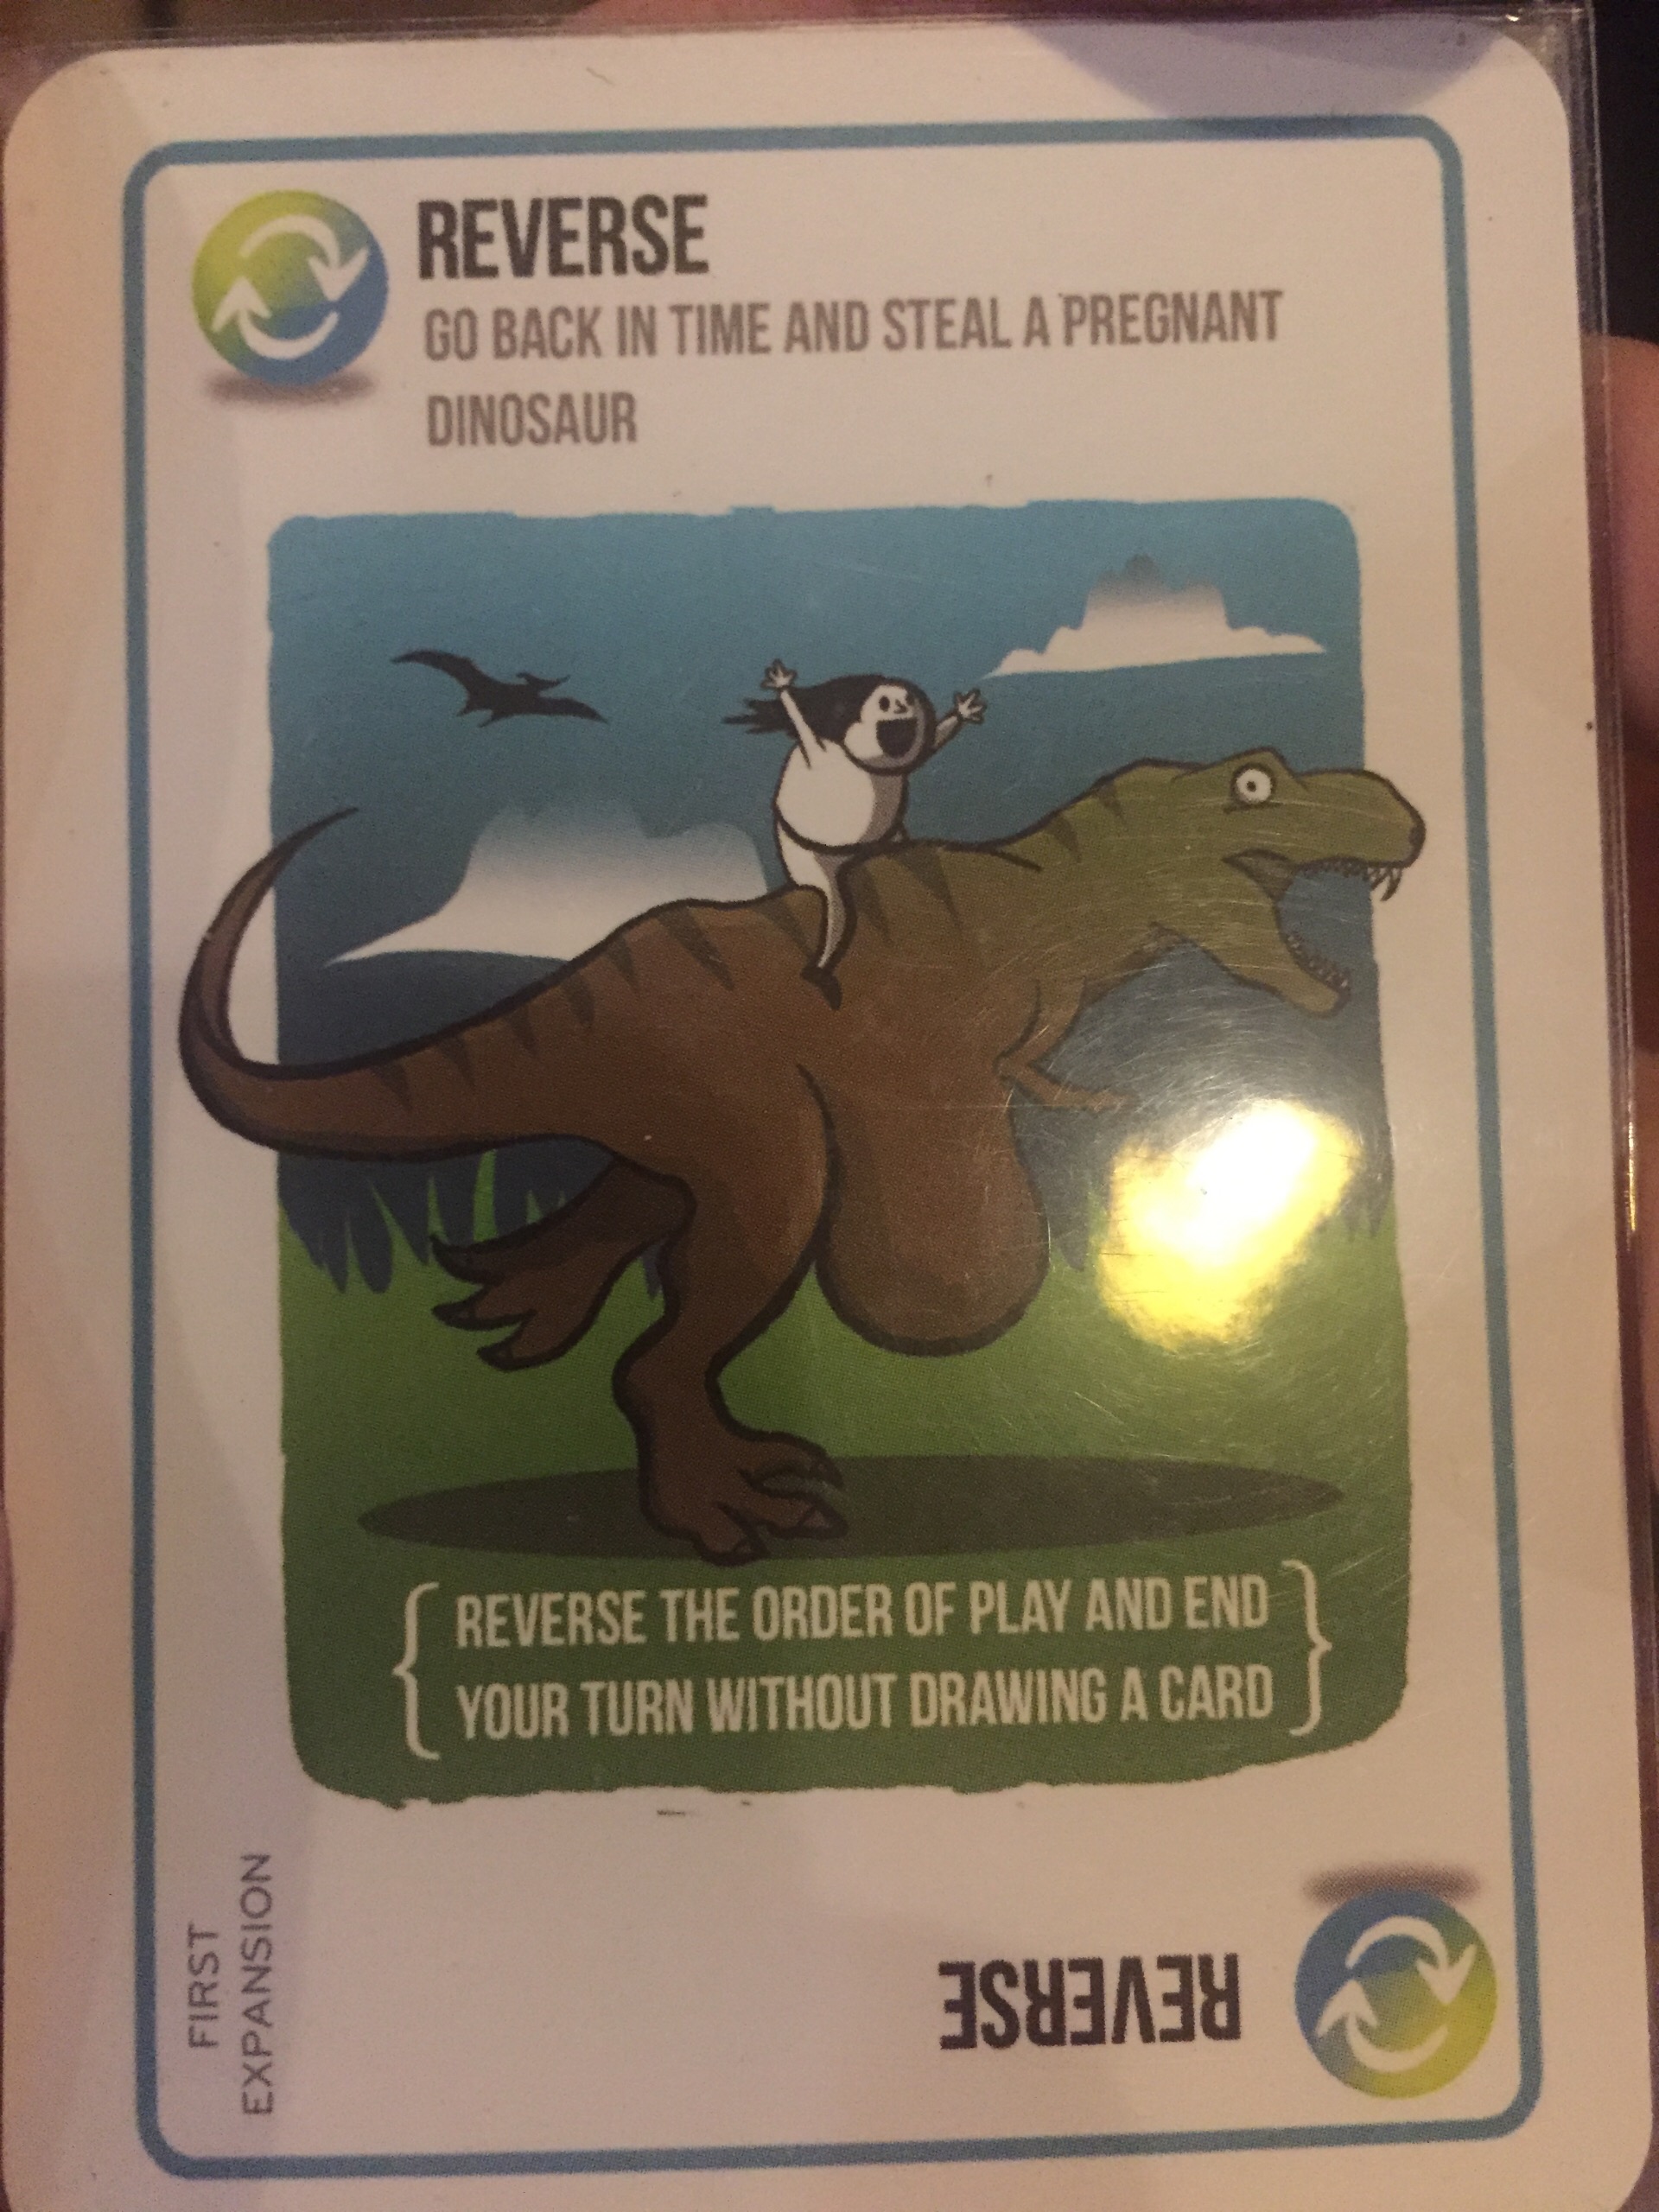 REVERSE
GO BACK IN TIME AND STEAL A PREGNANT
DINOSAUR
REVERSE THE ORDER OF PLAY AND END
YOUR TURN WITHOUT DRAWING A CARD
FIRST
EXPANSION
REVERSE